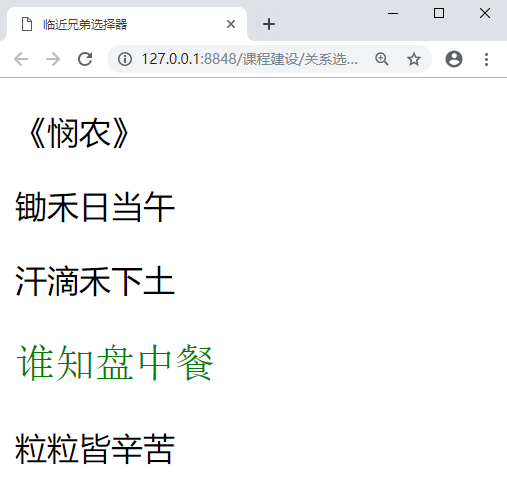 临近兄弟选择器
127.0.0.1:8848/课程建设/关系选...
《悯农》
锄禾日当午
汗滴禾下土
谁知盘中餐
粒粒皆辛苦